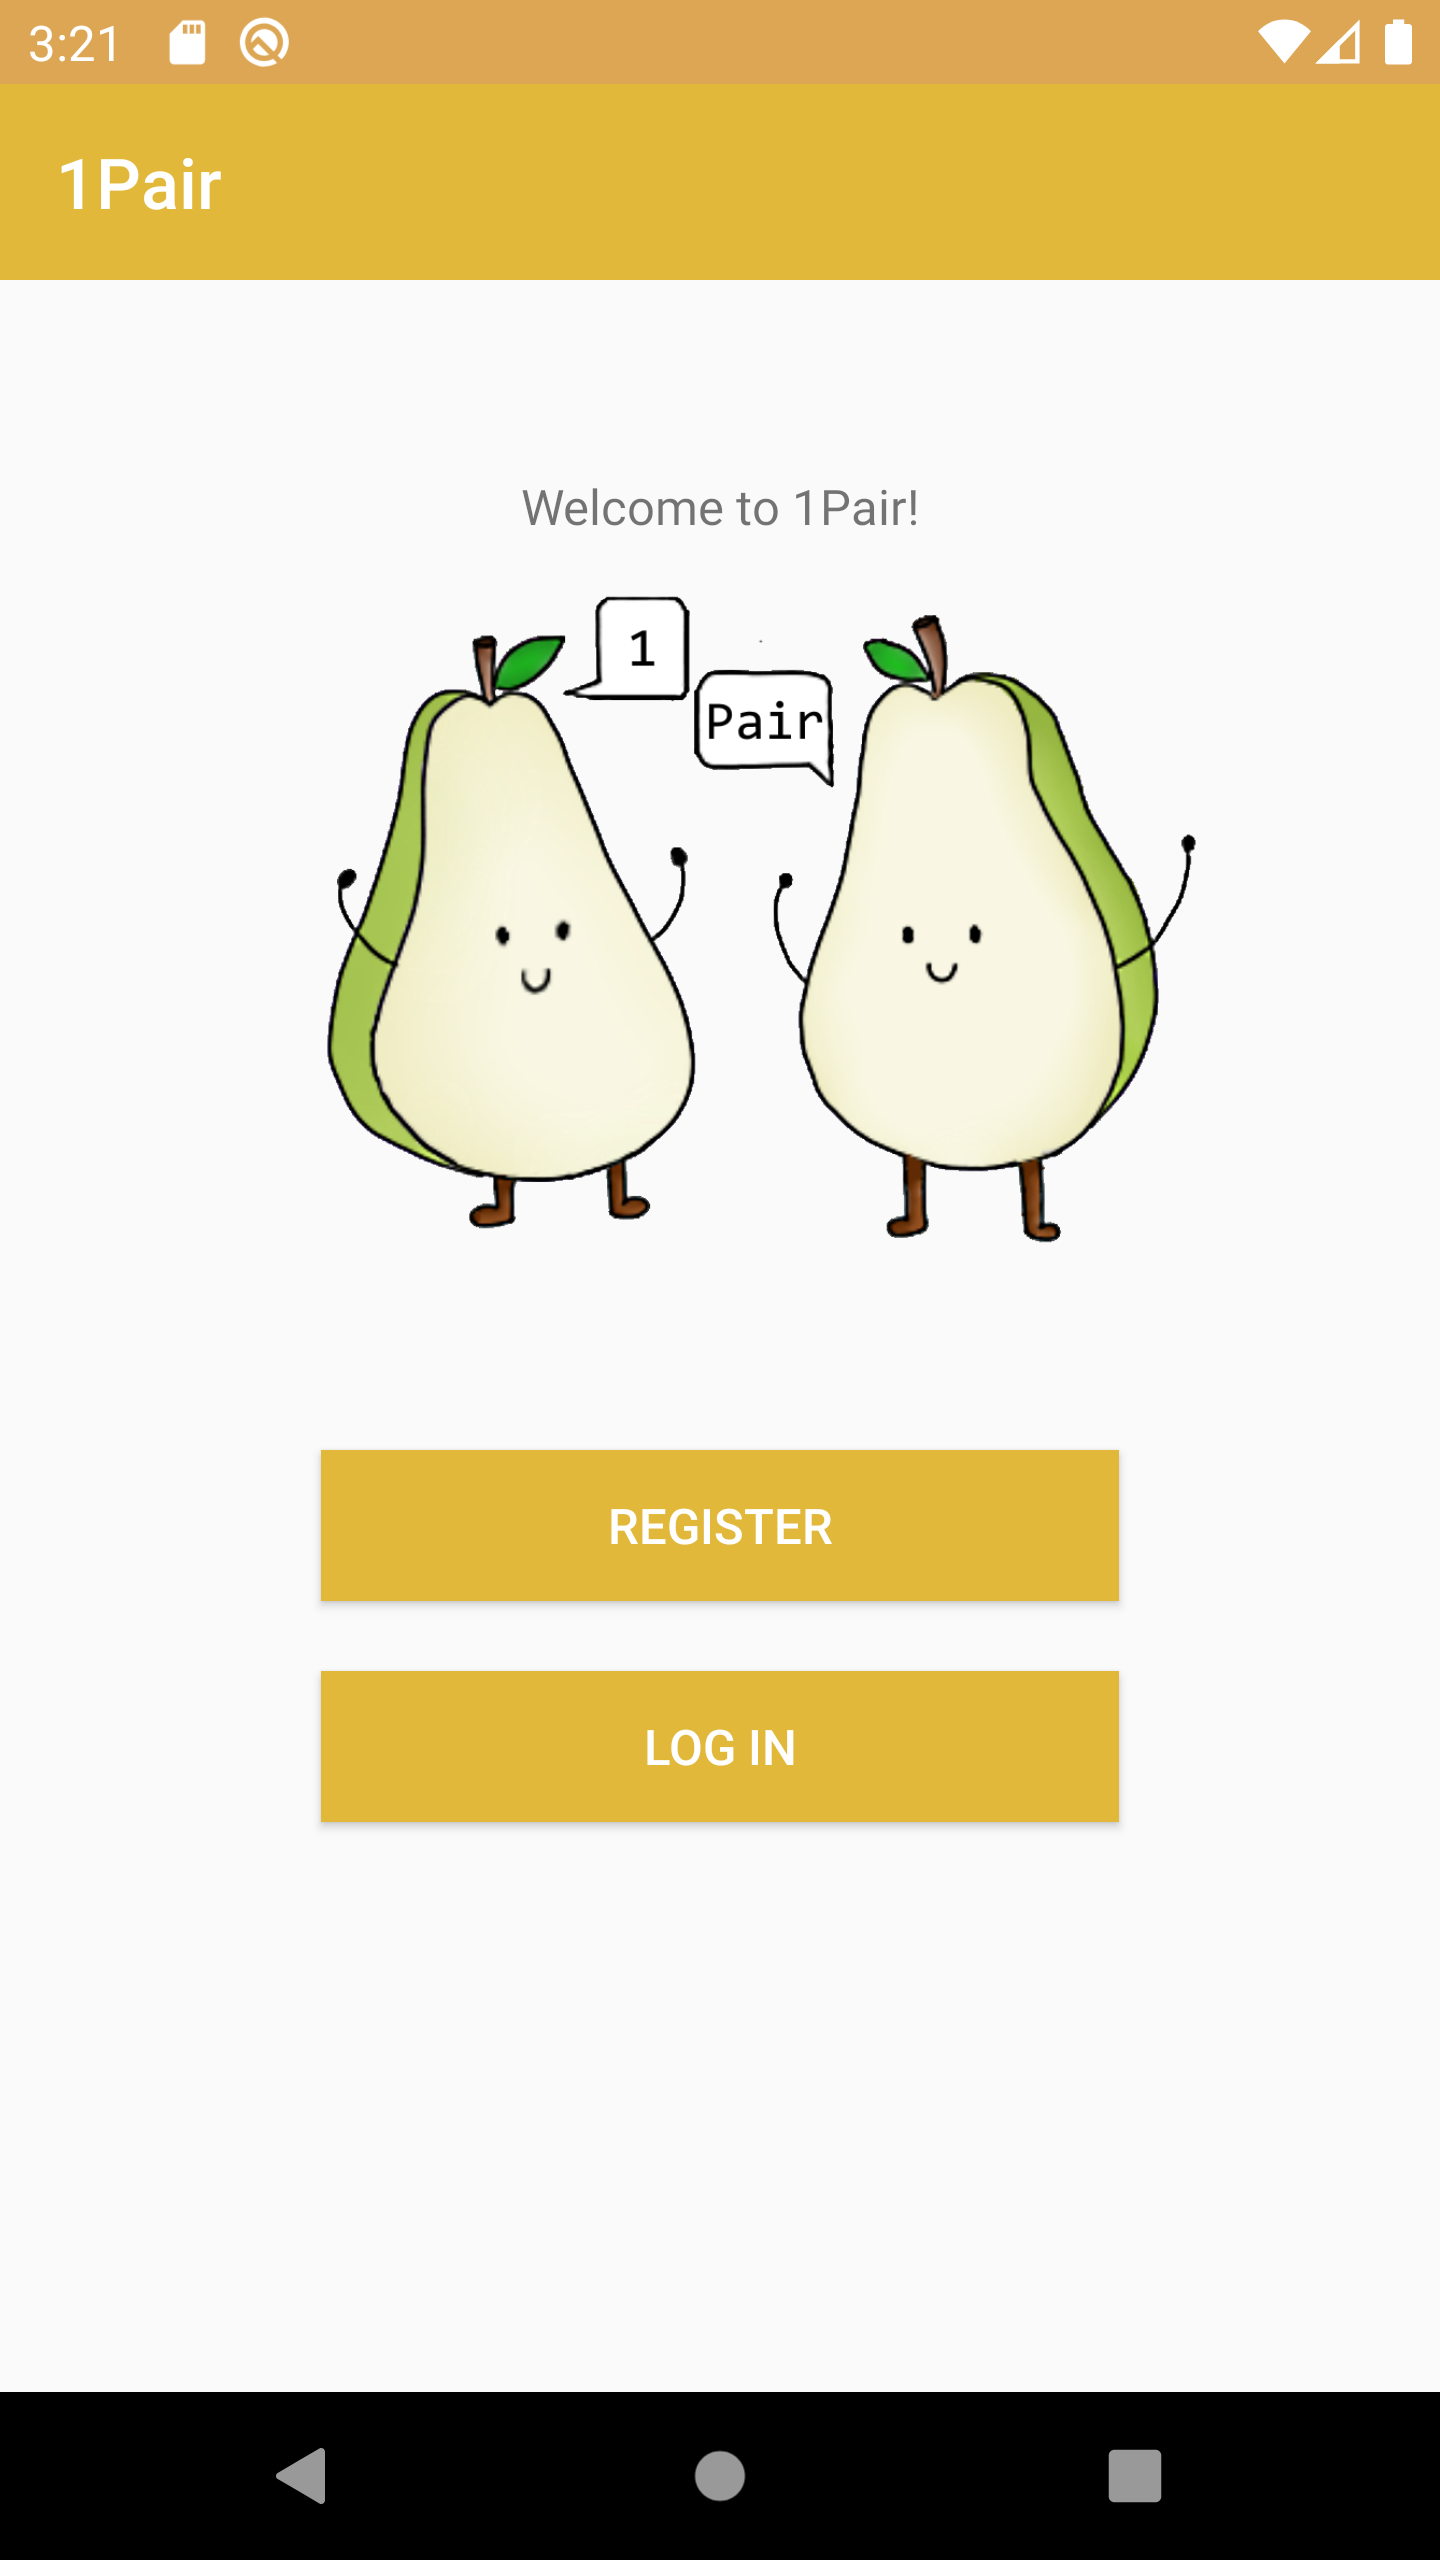 3:21
1Pair
Welcome to 1Pair!
1
Pair
REGISTER
LOG IN